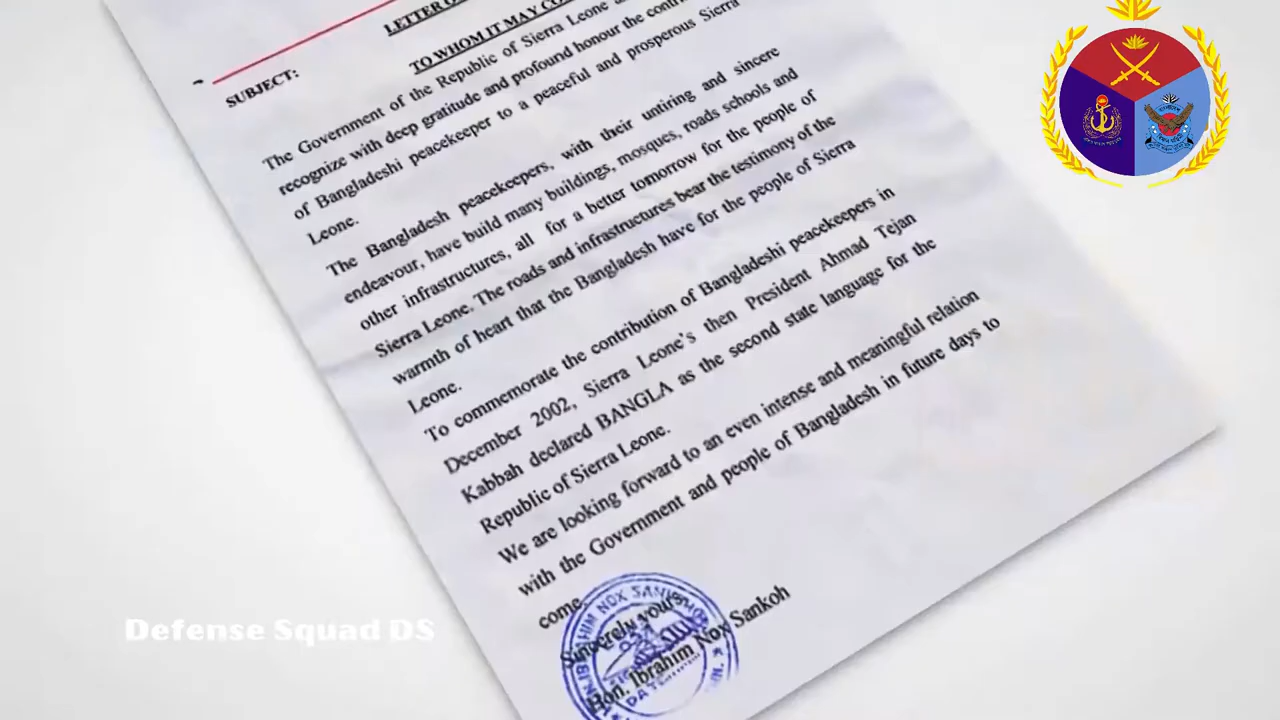 LETTER O
TO WHOM IT MAY CO
SUBJECT:
The Government of the Republic of Sierra Leone
recognize with deep gratitude and profound honour the contri
of Bangladeshi peacekeeper to a peaceful and prosperous Sierra
Leone.
The Bangladesh peacekeepers, with their untiring and sincere
endeavour, have build many buildings, mosques, roads schools and
other infrastructures, all for a better tomorrow for the people of
Sierra Leone. The roads and infrastructures bear the testimony of the
warmth of heart that the Bangladesh have for the people of Sierra
Leone.
To commemorate the contribution of Bangladeshi peacekeepers in
December 2002, Sierra Leone's then President Ahmad Tejan
Kabbah declared BANGLA as the second state language for the
Republic of Sierra Leone.
We are looking forward to an even intense and meaningful relation
with the Government and people of Bangladesh in future days to
come.
Sincerely yours
Hon. Ibrahim Nox Sankoh
IBRAHIM NOX SANKOH
Defense Squad DS